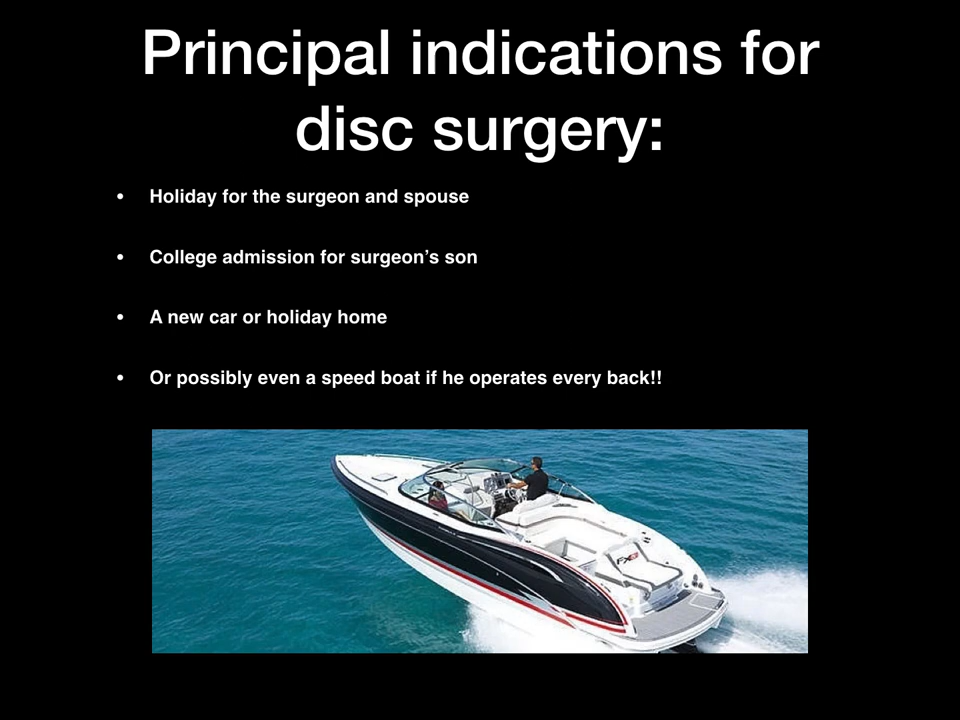 Principal indications for
disc surgery:
• Holiday for the surgeon and spouse
• College admission for surgeon’s son
• A new car or holiday home
• Or possibly even a speed boat if he operates every back!!